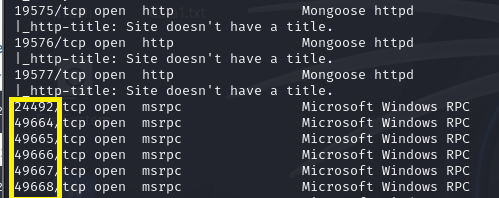 19575/tcp open  http                Mongoose httpd
|_http-title: Site doesn't have a title.
19576/tcp open  http                Mongoose httpd
|_http-title: Site doesn't have a title.
19577/tcp open  http                Mongoose httpd
|_http-title: Site doesn't have a title.
24492/tcp open  msrpc               Microsoft Windows RPC
49664/tcp open  msrpc               Microsoft Windows RPC
49665/tcp open  msrpc               Microsoft Windows RPC
49666/tcp open  msrpc               Microsoft Windows RPC
49667/tcp open  msrpc               Microsoft Windows RPC
49668/tcp open  msrpc               Microsoft Windows RPC